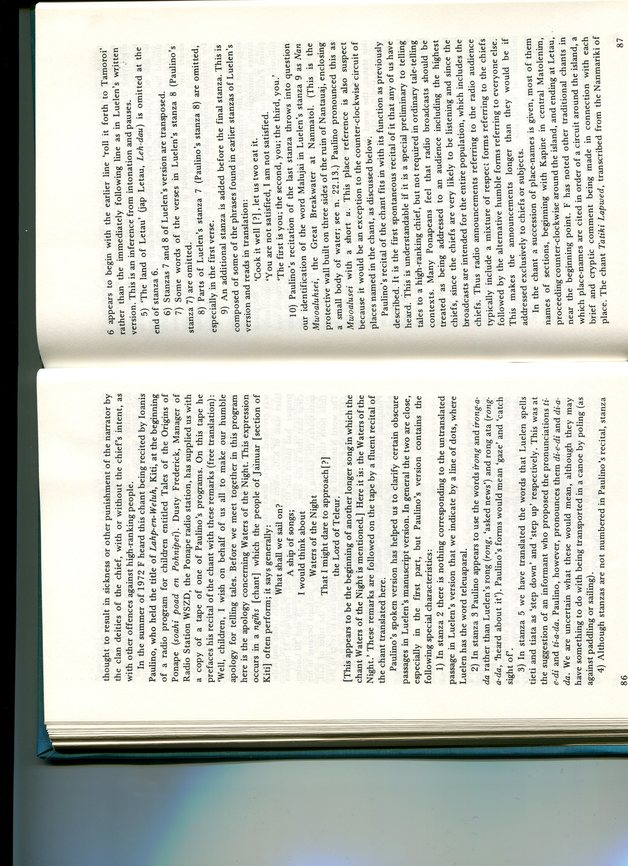 thought to result in sickness or other punishment of the narrator by
the clan deities of the chief, with or without the chief's intent, as
with other offences against high-ranking people.
In the summer of 1972 F heard this chant being recited by Ioanis
Paulino, who held the title of Lahp-en-Weluh, Kiti, at the beginning
of a radio program for children entitled Tales of the Origins of
Ponape (soahi poad en Pohnipei). Dusty Frederick, Manager of
Radio Station WSZD, the Ponape radio station, has supplied us with
a copy of a tape of one of Paulino's programs. On this tape he
prefaces his recital of the chant with these remarks (free translation):
'Well, children, I wish on behalf of us all to make our humble
apology for telling tales. Before we meet together in this program
here is the apology concerning Waters of the Night. This expression
occurs in a ngihs [chant] which the people of Jainuar [section of
Kiti] often perform; it says generally:
What shall we sail on?
A ship of songs;
I would think about
Waters of the Night
That I might dare to approach[?]
the Lord of Teleur.
[This appears to be the beginning of another longer song in which the
chant Waters of the Night is mentioned.] Here it is: the Waters of the
Night.' These remarks are followed on the tape by a fluent recital of
the chant translated here.
Paulino's spoken version has helped us to clarify certain obscure
passages in Luelen's manuscript version. In general the two are close,
especially in the first part, but Paulino's version contains the
following special characteristics:
1) In stanza 2 there is nothing corresponding to the untranslated
passage in Luelen's version that we indicate by a line of dots, where
Luelen has the word teleuaparal.
2) In stanza 3 Paulino appears to use the words irong and irong-a-
da rather than Luelen's rong (rong, 'asked news') and rong ata (rong-
a-da, 'heard about it'). Paulino's forms would mean 'gaze' and 'catch
sight of'.
3) In stanza 5 we have translated the words that Luelen spells
tieti and tiata as 'step down' and 'step up' respectively. This was at
the suggestion of an informant who proposed the pronunciations ti-
e-di and ti-a-da. Paulino, however, pronounces them di-e-di and di-a-
da. We are uncertain what these would mean, although they may
have something to do with being transported in a canoe by poling (as
against paddling or sailing).
4) Although stanzas are not numbered in Paulino's recital, stanza
86
6 appears to begin with the earlier line 'roll it forth to Tamoroi'
rather than the immediately following line as in Luelen's written
version. This is an inference from intonation and pauses.
5) 'The land of Letau' (jap Letau, Leh-dau) is omitted at the
end of stanza 6.
6) Stanzas 7 and 8 of Luelen's version are transposed.
7) Some words of the verses in Luelen's stanza 8 (Paulino's
stanza 7) are omitted.
8) Parts of Luelen's stanza 7 (Paulino's stanza 8) are omitted,
especially in the first verse.
9) An additional stanza is added before the final stanza. This is
composed of some of the phrases found in earlier stanzas of Luelen's
version and reads in translation:
'Cook it well [?], let us two eat it.
'You are not satisfied, I am not satisfied.
'The first is you; the second, you; the third, you.'
10) Paulino's recitation of the last stanza throws into question
our identification of the word Malujai in Luelen's stanza 9 as Nan
Mwoaluhsei, the Great Breakwater at Nanmatol. (This is the
protective wall built on three sides of the ruin of Nantauaj, enclosing
a small body of water; see n. 22.13.) Paulino pronounced this as
Mwoalusei with a short u. This place reference is also suspect
because it would be an exception to the counter-clockwise circuit of
places named in the chant, as discussed below.
Paulino's recital of the chant fits in with its function as previously
described. It is the first spontaneous recital of it that any of us have
heard. This is understandable if it is a special preliminary to telling
tales to a high-ranking chief, but not required in ordinary tale-telling
contexts. Many Ponapeans feel that radio broadcasts should be
treated as being addressed to an audience including the highest
chiefs, since the chiefs are very likely to be listening and since the
broadcasts are intended for the entire population, which includes the
chiefs. Thus radio announcements referring to the radio audience
typically include a mixture of respect forms referring to the chiefs
followed by the alternative humble forms referring to everyone else.
This makes the announcements longer than they would be if
addressed exclusively to chiefs or subjects.
In the chant a succession of place-names is given, most of them
names of sections, beginning with Kapine in central Matolenim,
proceeding counter-clockwise around the island, and ending at Letau,
near the beginning point. F has noted other traditional chants in
which place-names are cited in order of a circuit around the island, a
brief and cryptic comment being made in connection with each
place. The chant Tatiki Lapwed, transcribed from the Nanmariki of
87